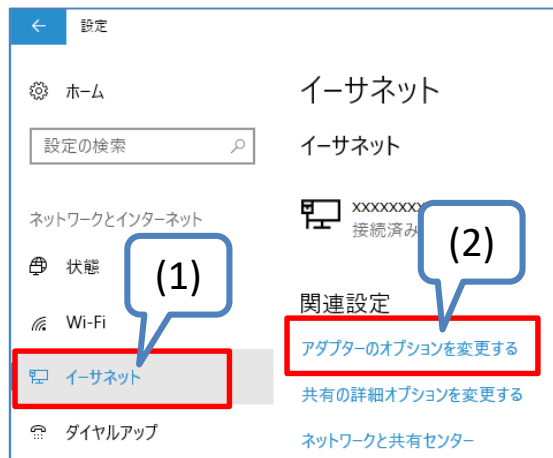 設定
ホーム
設定の検索
ネットワークとインターネット
状態
(1)
Wi-Fi
イーサネット
ダイヤルアップ
イーサネット
イーサネット
xxxxxxxx
接続済み
(2)
関連設定
アダプターのオプションを変更する
共有の詳細オプションを変更する
ネットワークと共有センター